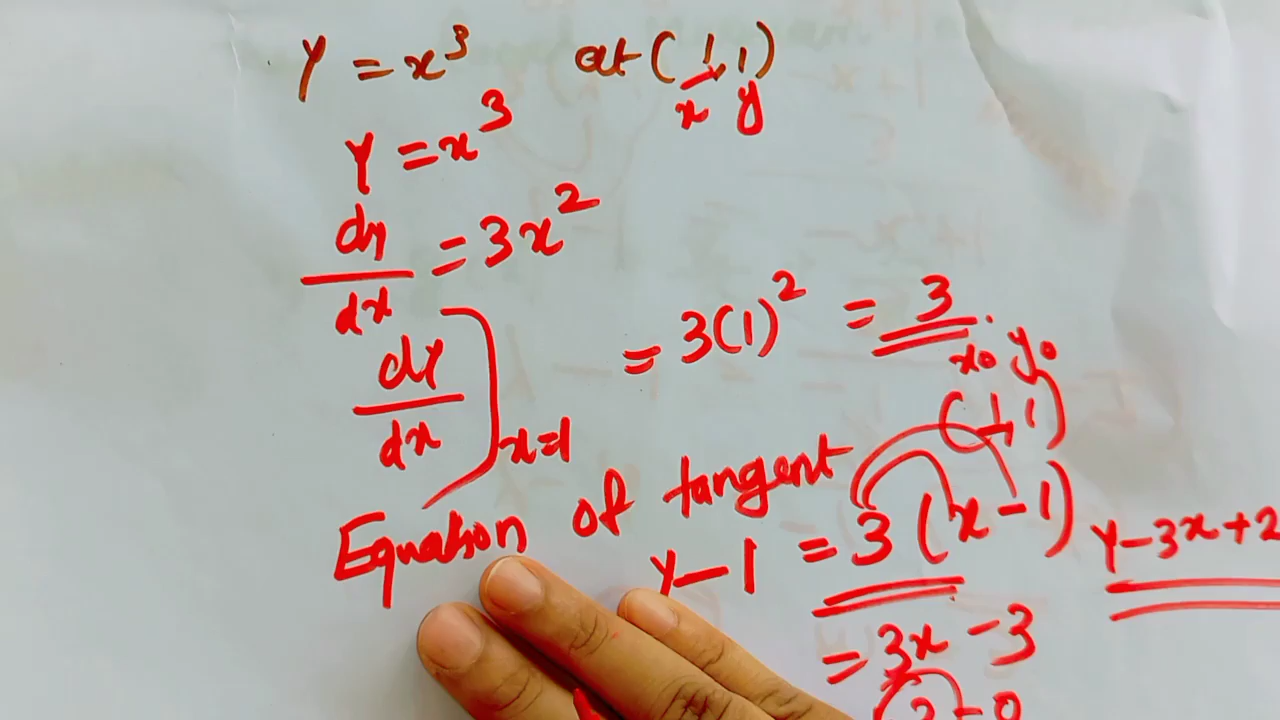 y = x³ at (1,1)
x y
y = x³
dy/dx = 3x²
dy/dx]x=1 = 3(1)² = 3
x₀ y₀
(1,1)
Equation of tangent
y-1 = 3(x-1)
y-3x+2
= 3x-3